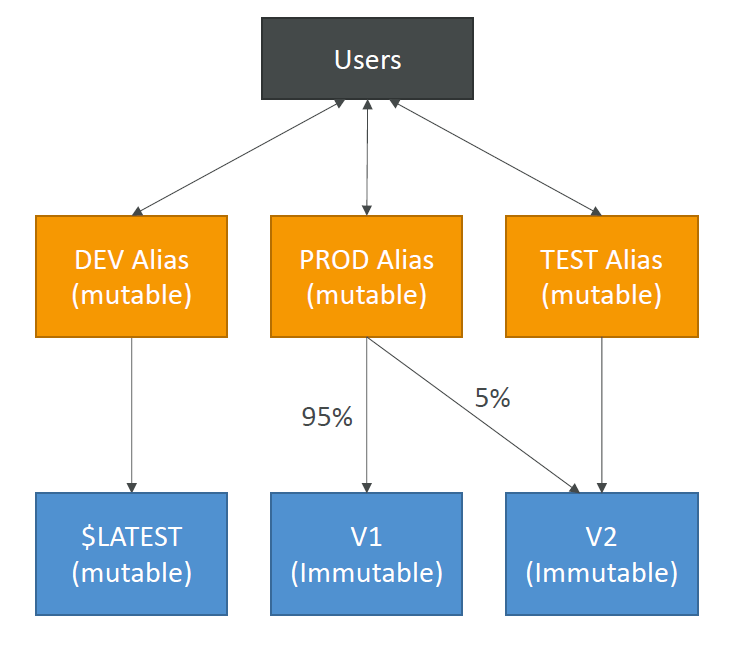 Users
DEV Alias
(mutable)
PROD Alias
(mutable)
TEST Alias
(mutable)
95%
5%
$LATEST
(mutable)
V1
(Immutable)
V2
(Immutable)